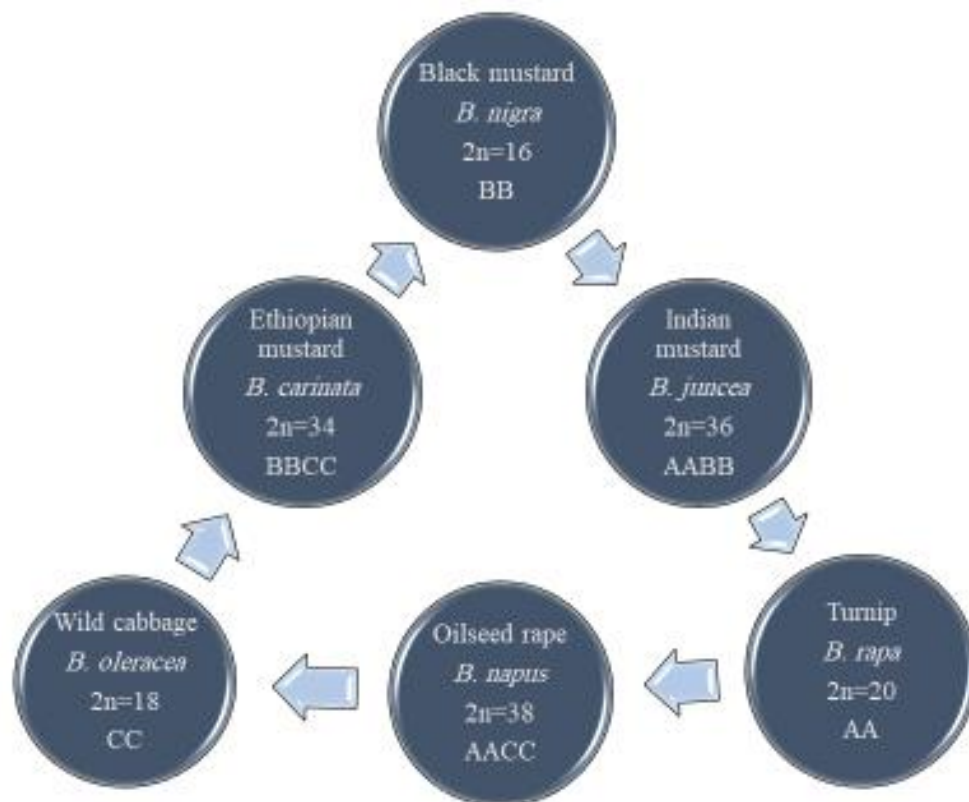 Black mustard
B. nigra
2n=16
BB
Ethiopian
mustard
B. carinata
2n=34
BBCC
Indian
mustard
B. juncea
2n=36
AABB
Wild cabbage
B. oleracea
2n=18
CC
Oilseed rape
B. napus
2n=38
AACC
Turnip
B. rapa
2n=20
AA